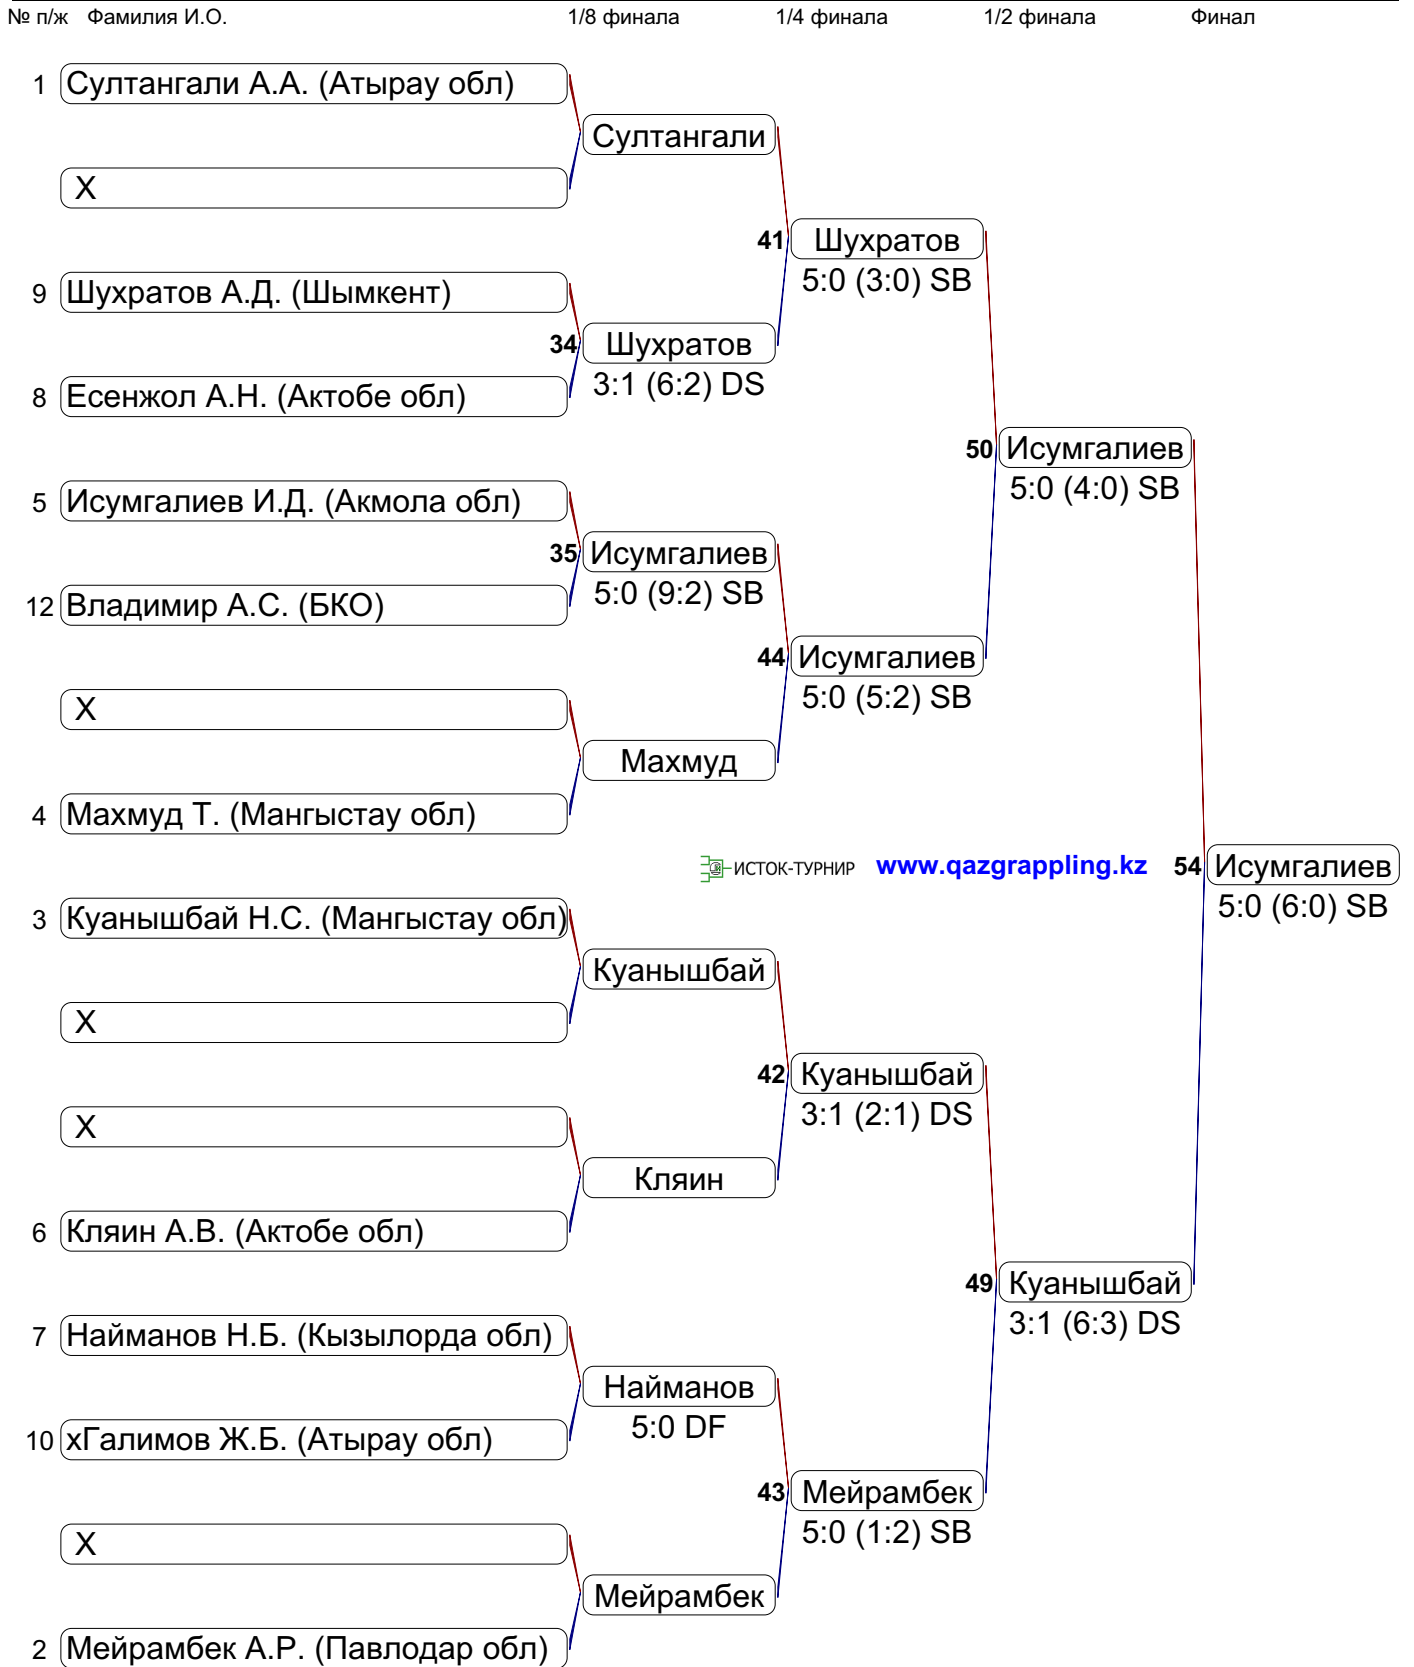 № п/ж Фамилия И.О. 1/8 финала 1/4 финала 1/2 финала Финал
1 Султангали А.А. (Атырау обл)
Султангали
X
41 Шухратов
5:0 (3:0) SB
9 Шухратов А.Д. (Шымкент)
34 Шухратов
3:1 (6:2) DS
8 Есенжол А.Н. (Актобе обл)
50 Исумгалиев
5:0 (4:0) SB
5 Исумгалиев И.Д. (Акмола обл)
35 Исумгалиев
5:0 (9:2) SB
12 Владимир А.С. (БКО)
44 Исумгалиев
5:0 (5:2) SB
X
Махмуд
4 Махмуд Т. (Мангыстау обл)
ИСТОК-ТУРНИР www.qazgrappling.kz 54 Исумгалиев
5:0 (6:0) SB
3 Куанышбай Н.С. (Мангыстау обл)
Куанышбай
X
42 Куанышбай
3:1 (2:1) DS
X
Кляин
6 Кляин А.В. (Актобе обл)
49 Куанышбай
3:1 (6:3) DS
7 Найманов Н.Б. (Кызылорда обл)
Найманов
5:0 DF
10 хГалимов Ж.Б. (Атырау обл)
43 Мейрамбек
5:0 (1:2) SB
X
Мейрамбек
2 Мейрамбек А.Р. (Павлодар обл)